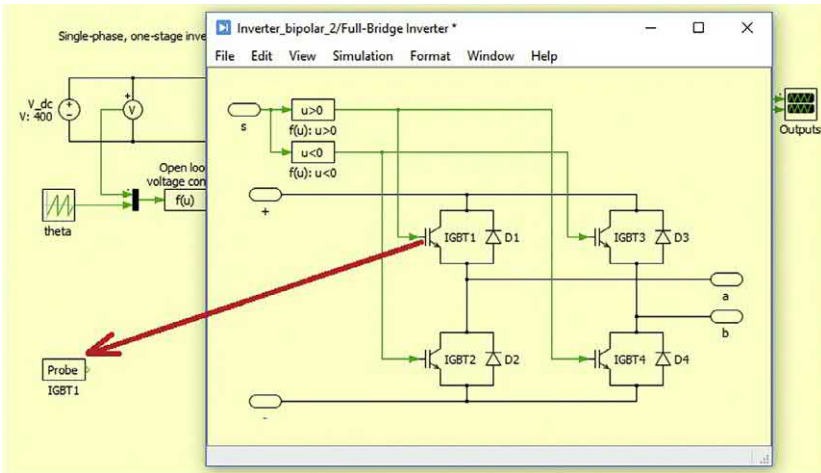 Inverter_bipolar_2/Full-Bridge Inverter *
File Edit View Simulation Format Window Help
Single-phase, one-stage inve
V_dc
V: 400
V
+
Open loo
voltage con
f(u)
theta
Probe
IGBT1
s
u>0
f(u): u>0
u<0
f(u): u<0
+
IGBT1 D1 IGBT3 D3
a
b
IGBT2 D2 IGBT4 D4
-
Outputs